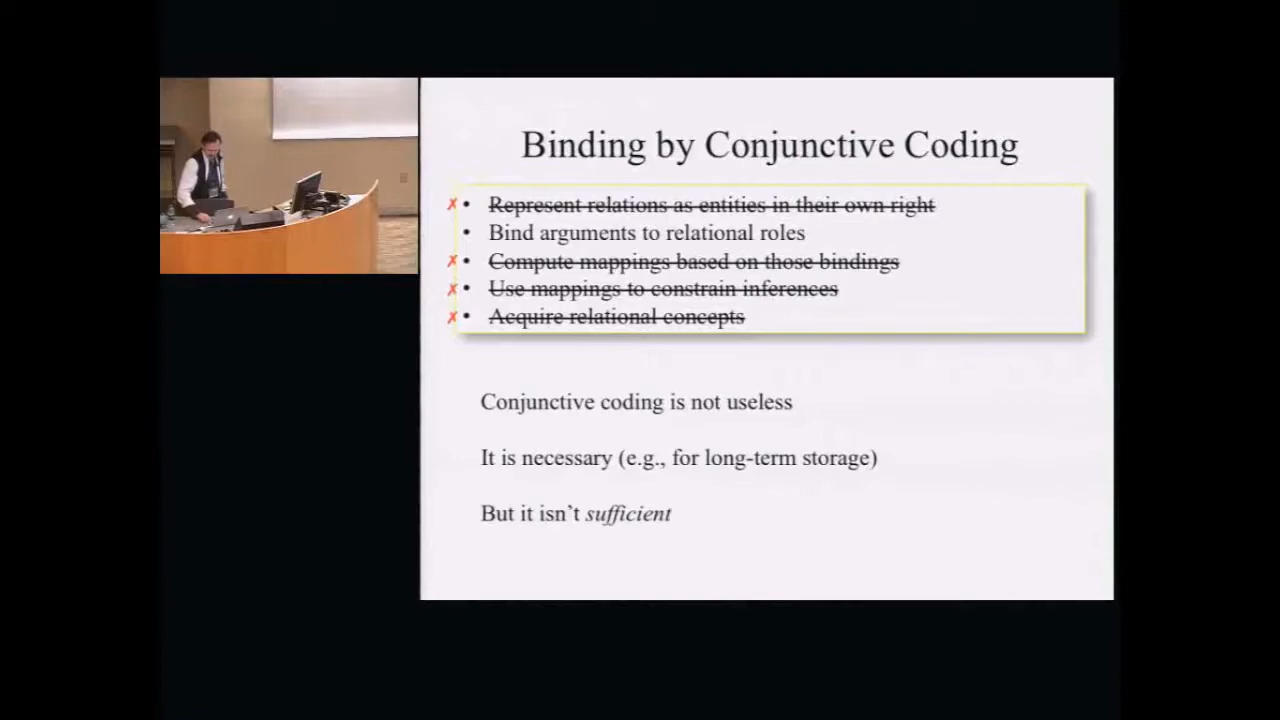 Binding by Conjunctive Coding
✗ • Represent relations as entities in their own right
• Bind arguments to relational roles
✗ • Compute mappings based on those bindings
✗ • Use mappings to constrain inferences
✗ • Acquire relational concepts
Conjunctive coding is not useless
It is necessary (e.g., for long-term storage)
But it isn’t sufficient